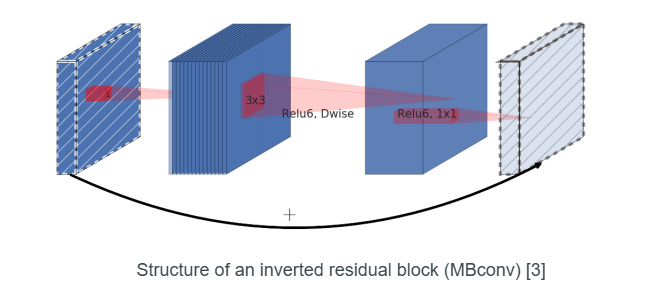 1
3x3
Relu6, Dwise
Relu6, 1x1
+
Structure of an inverted residual block (MBconv) [3]